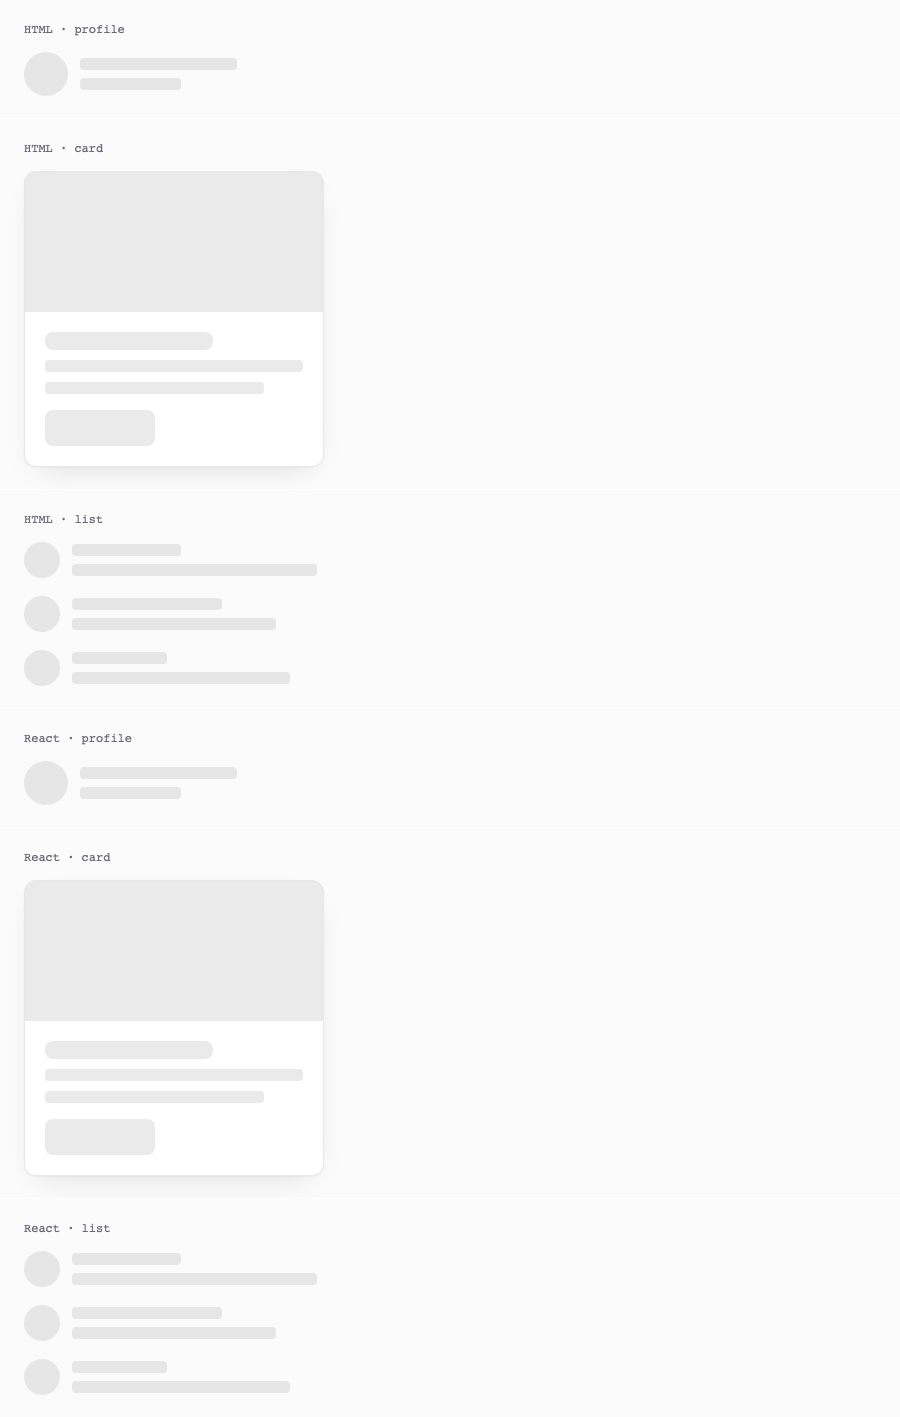 HTML · profile
HTML · card
HTML · list
React · profile
React · card
React · list